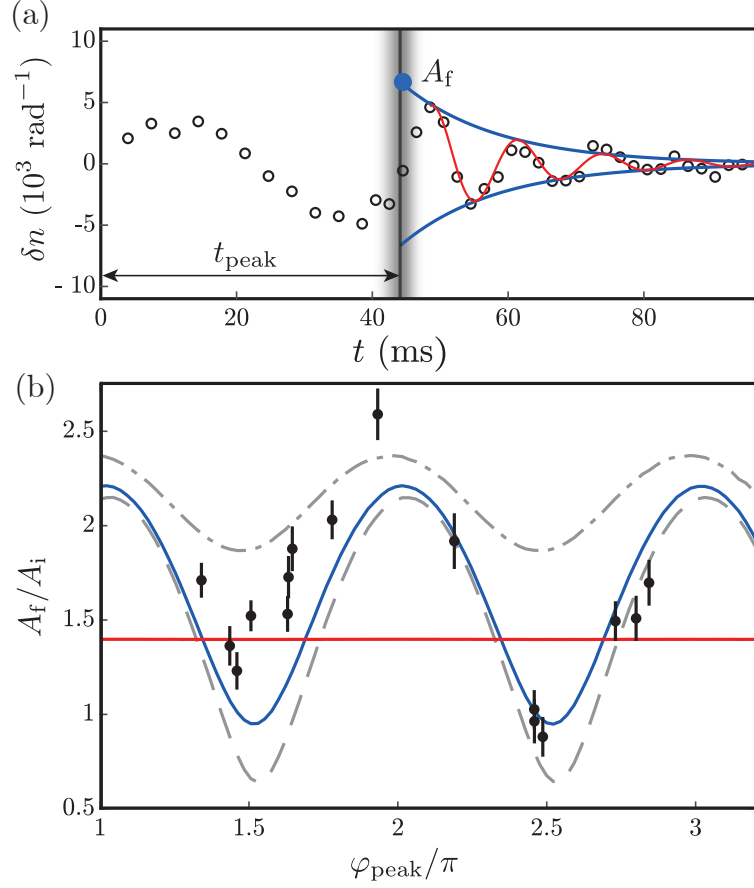 (a)
10
5
0
-5
-10
δn (10³ rad⁻¹)
A_f
t_peak
0 20 40 60 80
t (ms)
(b)
2.5
2
1.5
1
0.5
A_f/A_i
1 1.5 2 2.5 3
φ_peak/π